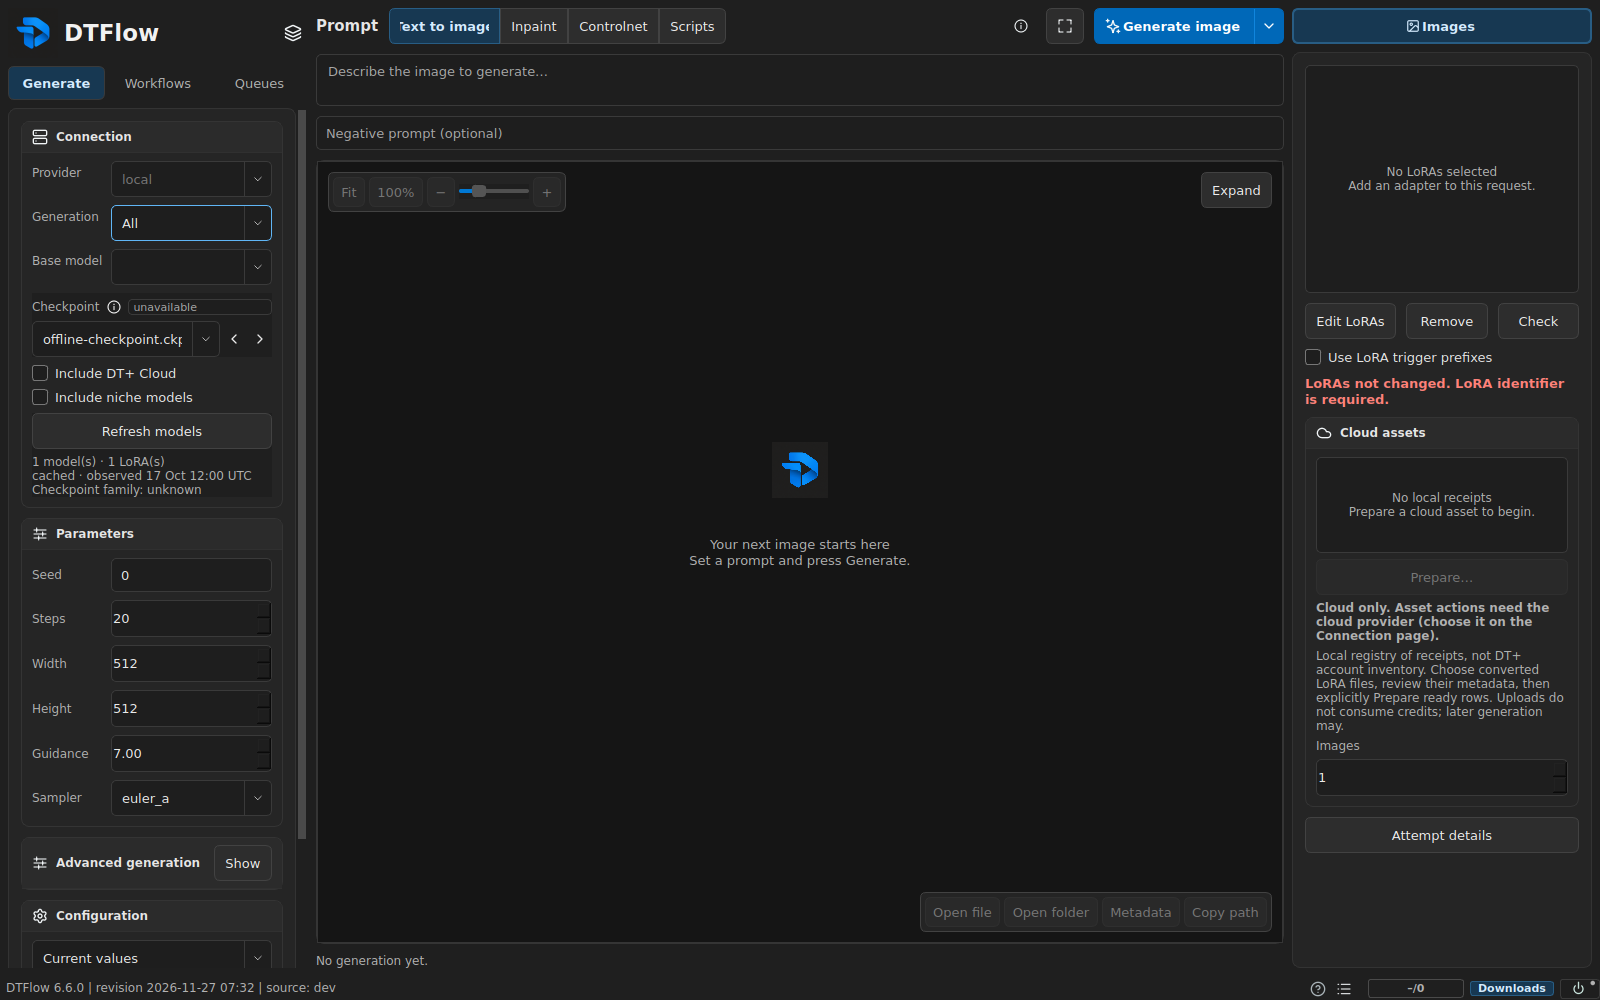 DTFlow
Generate
Workflows
Queues
Connection
Provider
local
Generation
All
Base model
Checkpoint
unavailable
offline-checkpoint.ckp
Include DT+ Cloud
Include niche models
Refresh models
1 model(s) · 1 LoRA(s)
cached · observed 17 Oct 12:00 UTC
Checkpoint family: unknown
Parameters
Seed
0
Steps
20
Width
512
Height
512
Guidance
7.00
Sampler
euler_a
Advanced generation
Show
Configuration
Current values
Prompt
Text to image
Inpaint
Controlnet
Scripts
Generate image
Describe the image to generate...
Negative prompt (optional)
Fit
100%
−
+
Expand
Your next image starts here
Set a prompt and press Generate.
Open file
Open folder
Metadata
Copy path
No generation yet.
Images
No LoRAs selected
Add an adapter to this request.
Edit LoRAs
Remove
Check
Use LoRA trigger prefixes
LoRAs not changed. LoRA identifier
is required.
Cloud assets
No local receipts
Prepare a cloud asset to begin.
Prepare...
Cloud only. Asset actions need the
cloud provider (choose it on the
Connection page).
Local registry of receipts, not DT+
account inventory. Choose converted
LoRA files, review their metadata, then
explicitly Prepare ready rows. Uploads do
not consume credits; later generation
may.
Images
1
Attempt details
DTFlow 6.6.0 | revision 2026-11-27 07:32 | source: dev
–/0
Downloads